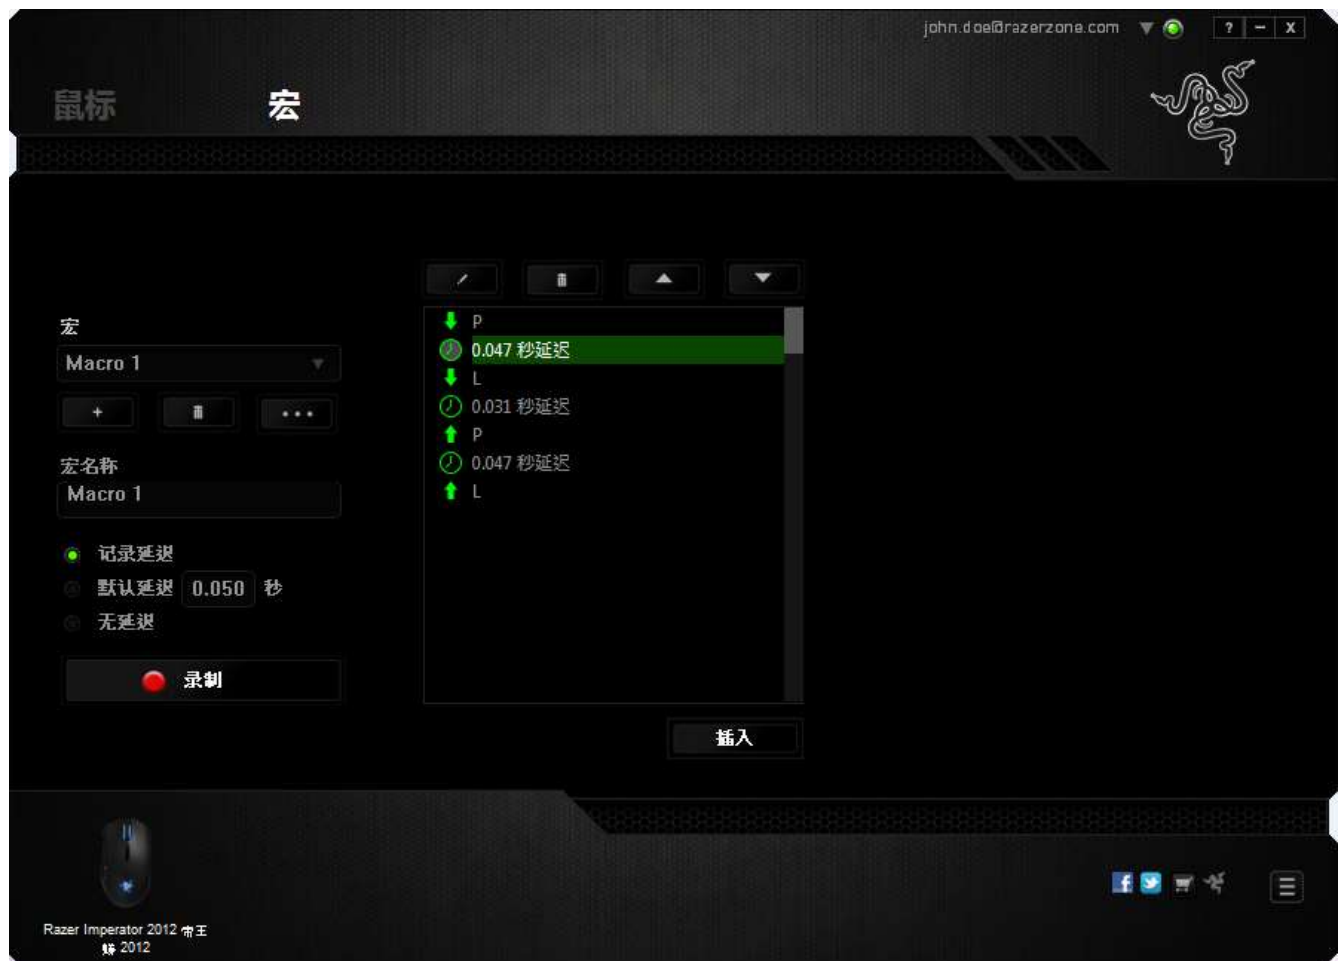 john.doe@razerzone.com
? - X
鼠标 宏
宏
Macro 1
宏名称
Macro 1
记录延迟
默认延迟 0.050 秒
无延迟
录制
P
0.047 秒延迟
L
0.031 秒延迟
P
0.047 秒延迟
L
插入
Razer Imperator 2012 帝王
蟒 2012